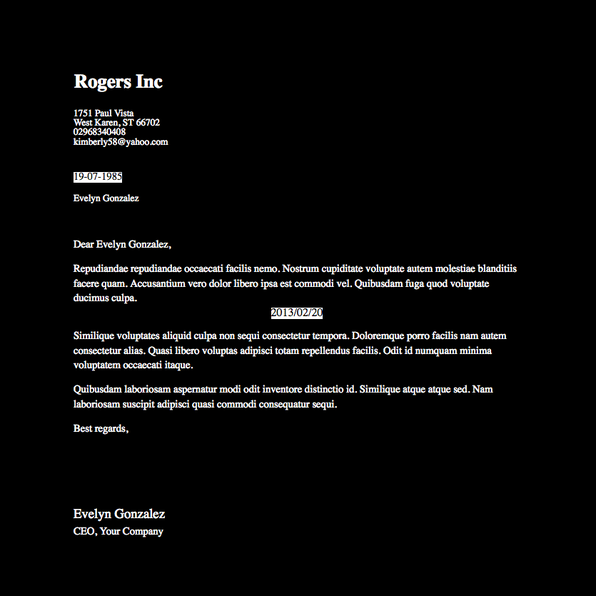 Rogers Inc
1751 Paul Vista
West Karen, ST 66702
02968340408
kimberly58@yahoo.com
19-07-1985
Evelyn Gonzalez
Dear Evelyn Gonzalez,
Repudiandae repudiandae occaecati facilis nemo. Nostrum cupiditate voluptate autem molestiae blanditiis
facere quam. Accusantium vero dolor libero ipsa est commodi vel. Quibusdam fuga quod voluptate
ducimus culpa.
2013/02/20
Similique voluptates aliquid culpa non sequi consectetur tempora. Doloremque porro facilis nam autem
consectetur alias. Quasi libero voluptas adipisci totam repellendus facilis. Odit id numquam minima
voluptatem occaecati itaque.
Quibusdam laboriosam aspernatur modi odit inventore distinctio id. Similique atque atque sed. Nam
laboriosam suscipit adipisci quasi commodi consequatur sequi.
Best regards,
Evelyn Gonzalez
CEO, Your Company